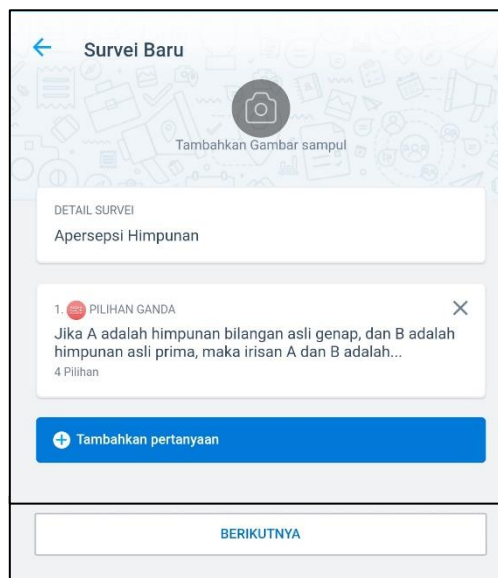 Survei Baru
Tambahkan Gambar sampul
DETAIL SURVEI
Apersepsi Himpunan
1. PILIHAN GANDA
Jika A adalah himpunan bilangan asli genap, dan B adalah
himpunan asli prima, maka irisan A dan B adalah...
4 Pilihan
Tambahkan pertanyaan
BERIKUTNYA